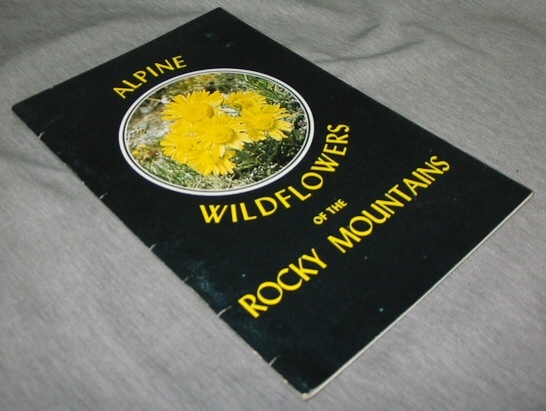 ALPINE
WILDFLOWERS
OF THE
ROCKY MOUNTAINS